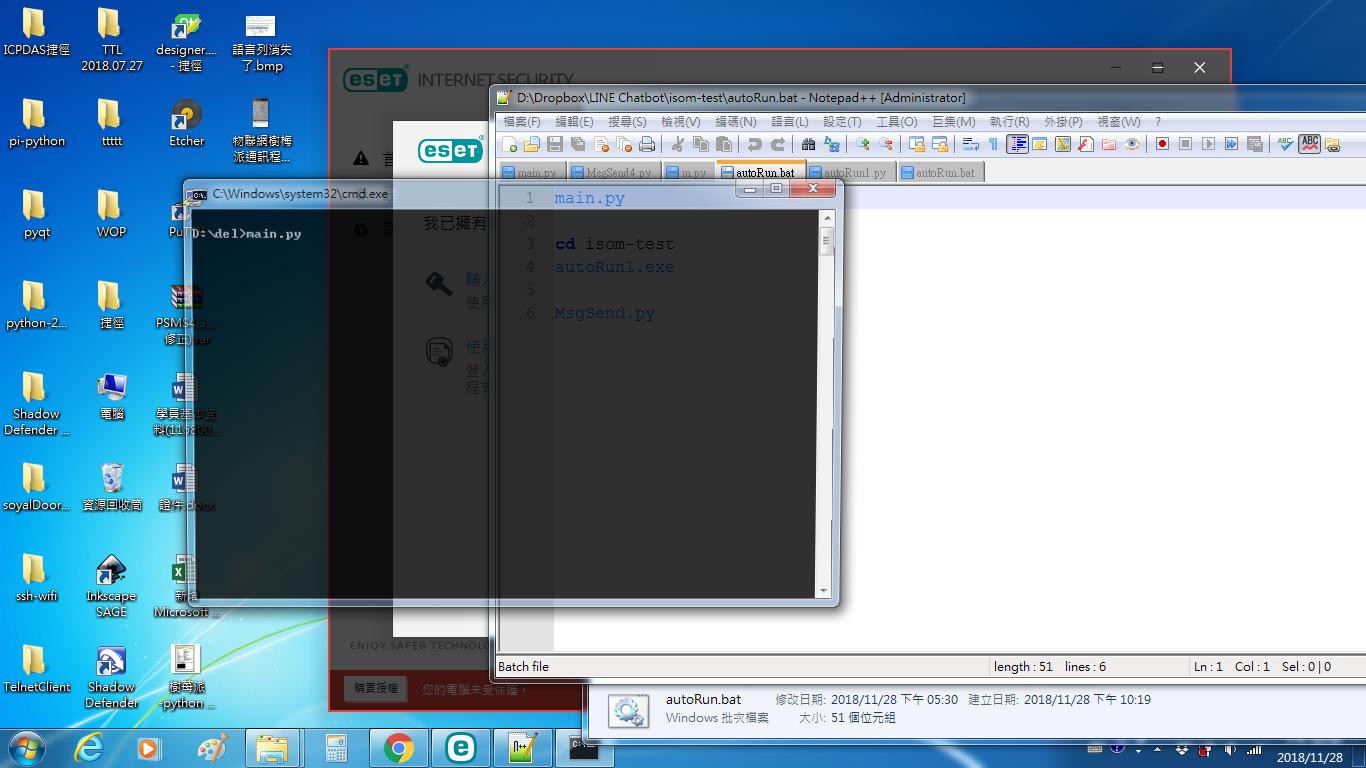 ICPDAS捷徑
TTL
2018.07.27
designer....
- 捷徑
語言列消失
了.bmp
pi-python
ttttt
Etcher
物聯網樹梅
派通訊程...
pyqt
WOP
PuTT
python-2...
捷徑
PSMS4.3...
修正).rar
Shadow
Defender ...
電腦
學員基本資
料(115800...
soyalDoor...
資源回收筒
證件.docx
ssh-wifi
Inkscape
SAGE
新增
Microsoft ...
TelnetClient
Shadow
Defender
樹莓派
-python ...
eseT INTERNET SECURITY
eseT
我已擁有
使用
登入
程式
ENJOY SAFER TECHNOLO
購買授權
您的電腦未受保護。
C:\Windows\system32\cmd.exe
D:\del>main.py
D:\Dropbox\LINE Chatbot\isom-test\autoRun.bat - Notepad++ [Administrator]
檔案(F) 編輯(E) 搜尋(S) 檢視(V) 編碼(N) 語言(L) 設定(T) 工具(O) 巨集(M) 執行(R) 外掛(P) 視窗(W) ?
main.py MsgSend4.py m.py autoRun.bat autoRun1.py autoRun.bat
1 main.py
2
3 cd isom-test
4 autoRun1.exe
5
6 MsgSend.py
Batch file length : 51 lines : 6 Ln : 1 Col : 1 Sel : 0 | 0
autoRun.bat 修改日期: 2018/11/28 下午 05:30 建立日期: 2018/11/28 下午 10:19
Windows 批次檔案 大小: 51 個位元組
2018/11/28